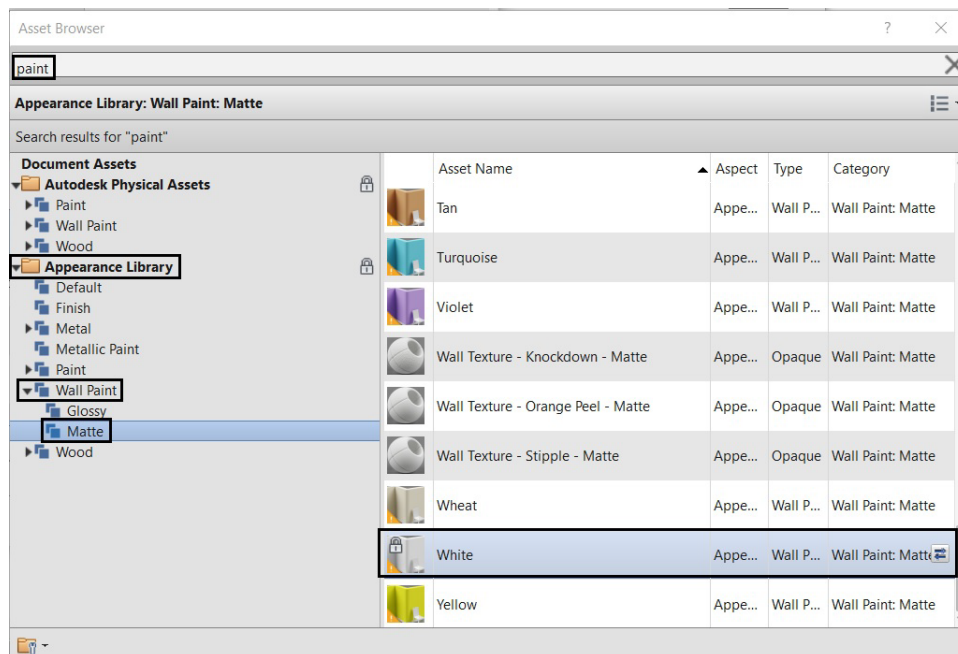 Asset Browser
?
paint
Appearance Library: Wall Paint: Matte
Search results for "paint"
Document Assets
Autodesk Physical Assets
Paint
Wall Paint
Wood
Appearance Library
Default
Finish
Metal
Metallic Paint
Paint
Wall Paint
Glossy
Matte
Wood
Asset Name Aspect Type Category
Tan Appe... Wall P... Wall Paint: Matte
Turquoise Appe... Wall P... Wall Paint: Matte
Violet Appe... Wall P... Wall Paint: Matte
Wall Texture - Knockdown - Matte Appe... Opaque Wall Paint: Matte
Wall Texture - Orange Peel - Matte Appe... Opaque Wall Paint: Matte
Wall Texture - Stipple - Matte Appe... Opaque Wall Paint: Matte
Wheat Appe... Wall P... Wall Paint: Matte
White Appe... Wall P... Wall Paint: Matte
Yellow Appe... Wall P... Wall Paint: Matte